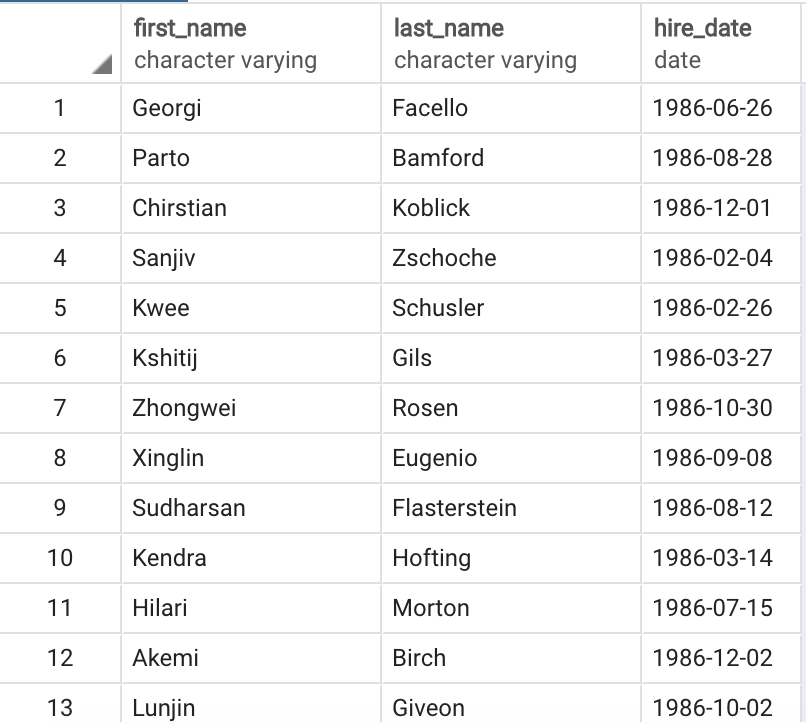 first_name last_name hire_date
character varying character varying date
1 Georgi Facello 1986-06-26
2 Parto Bamford 1986-08-28
3 Chirstian Koblick 1986-12-01
4 Sanjiv Zschoche 1986-02-04
5 Kwee Schusler 1986-02-26
6 Kshitij Gils 1986-03-27
7 Zhongwei Rosen 1986-10-30
8 Xinglin Eugenio 1986-09-08
9 Sudharsan Flasterstein 1986-08-12
10 Kendra Hofting 1986-03-14
11 Hilari Morton 1986-07-15
12 Akemi Birch 1986-12-02
13 Lunjin Giveon 1986-10-02